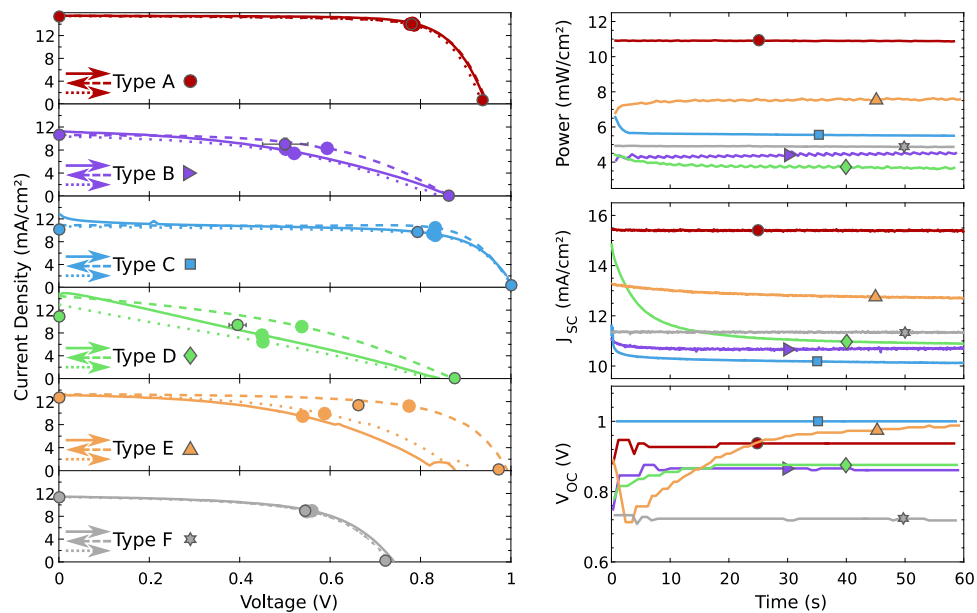 Current Density (mA/cm²)
16
12
8
4
0
Type A
12
8
4
0
Type B
12
8
4
0
Type C
12
8
4
0
Type D
12
8
4
0
Type E
12
8
4
0
Type F
0 0.2 0.4 0.6 0.8 1
Voltage (V)
Power (mW/cm²)
12
10
8
6
4
J_SC (mA/cm²)
16
14
12
10
V_OC (V)
1
0.8
0.6
0 10 20 30 40 50 60
Time (s)